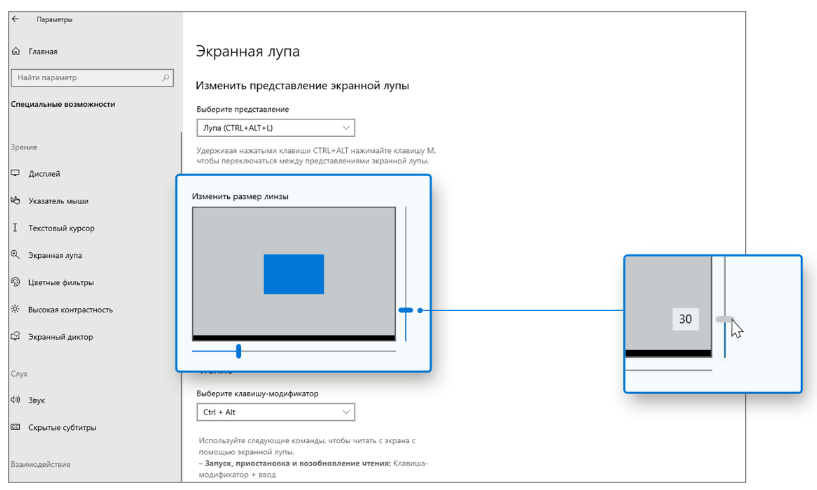 Параметры
Главная
Найти параметр
Специальные возможности
Зрение
Дисплей
Указатель мыши
Текстовый курсор
Экранная лупа
Цветные фильтры
Высокая контрастность
Экранный диктор
Слух
Звук
Скрытые субтитры
Взаимодействие
Экранная лупа
Изменить представление экранной лупы
Выберите представление
Лупа (CTRL+ALT+L)
Удерживая нажатыми клавиши CTRL+ALT нажимайте клавишу M,
чтобы переключаться между представлениями экранной лупы.
Изменить размер линзы
30
Выберите клавишу-модификатор
Ctrl + Alt
Используйте следующие команды, чтобы читать с экрана с
помощью экранной лупы.
– Запуск, приостановка и возобновление чтения: Клавиша-
модификатор + ввод